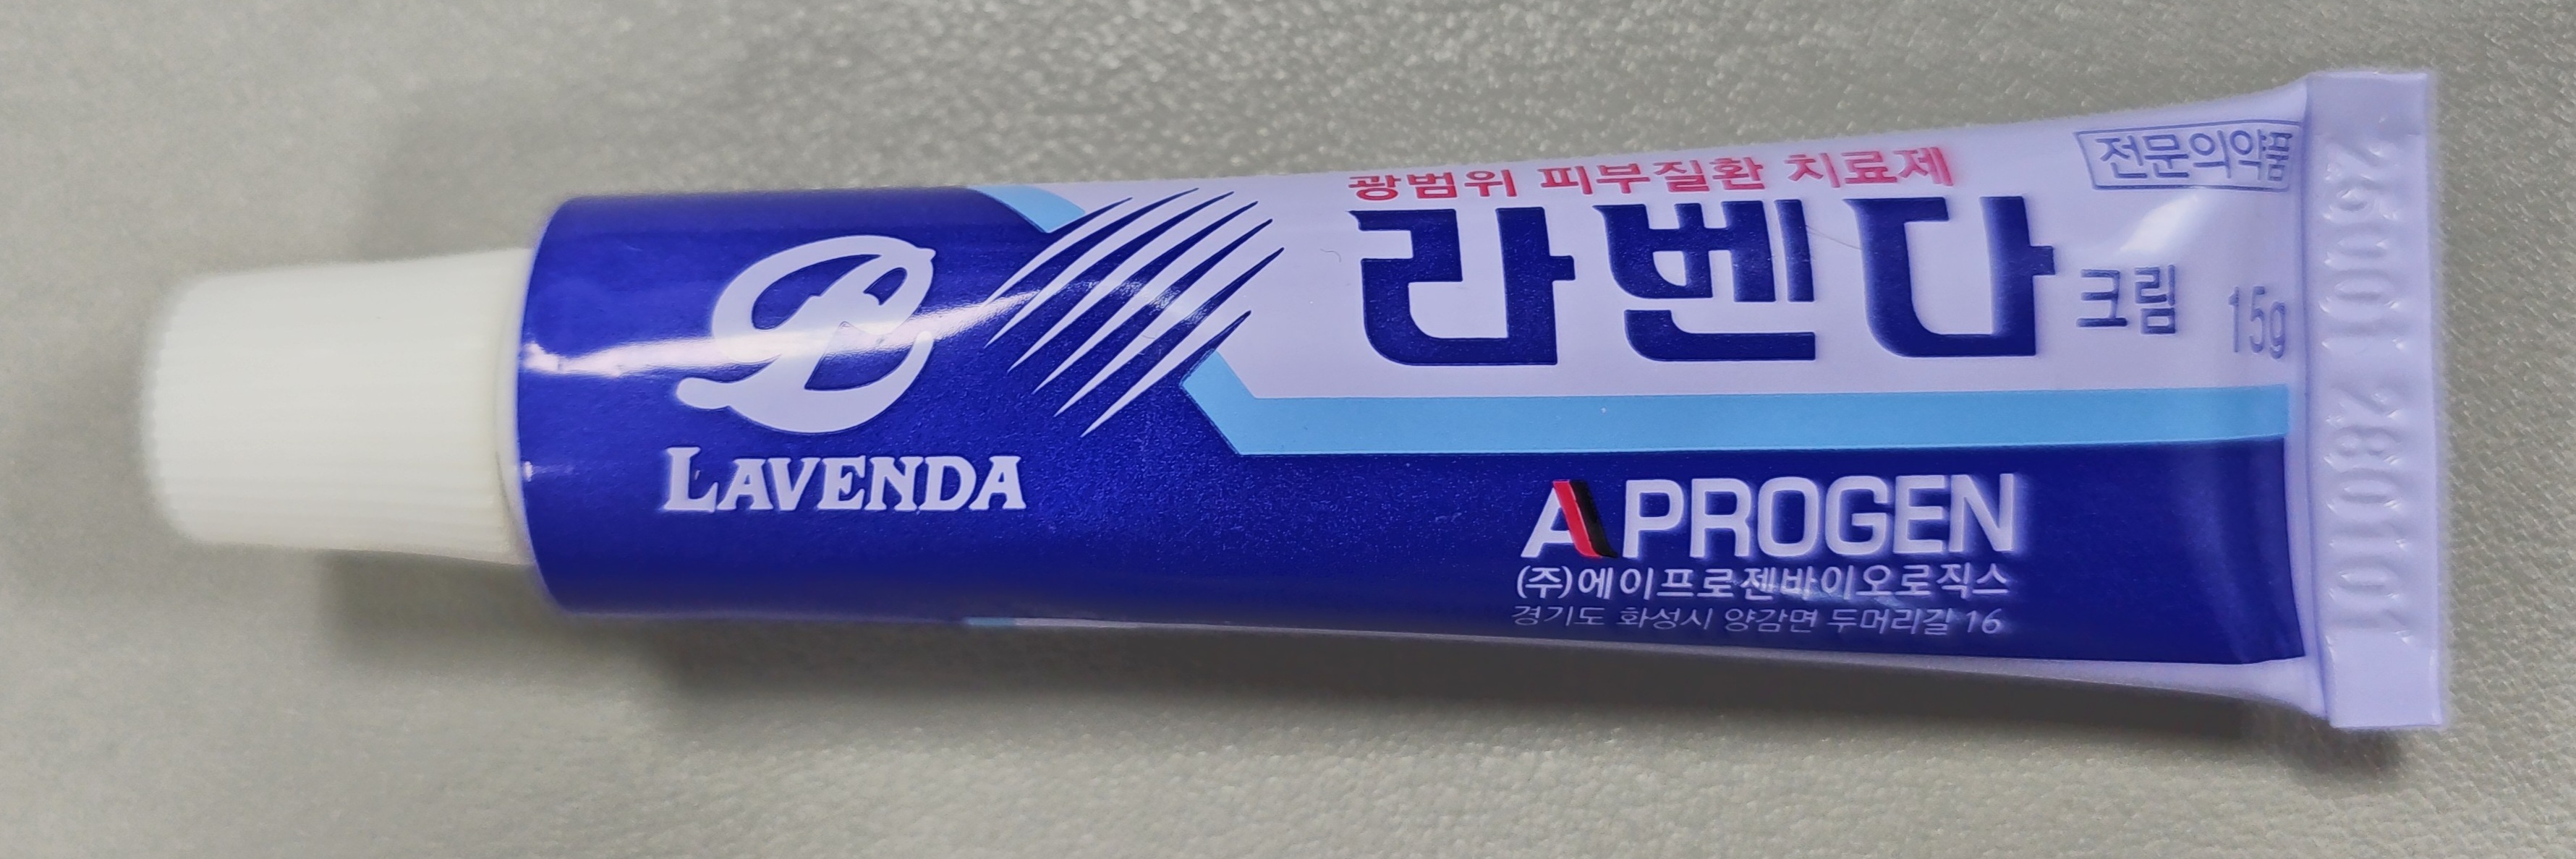 전문의약품
광범위 피부질환 치료제
라벤다 크림 15g
LAVENDA
APROGEN
(주)에이프로젠바이오로직스
경기도 화성시 양감면 두머리길 16
26001 280101